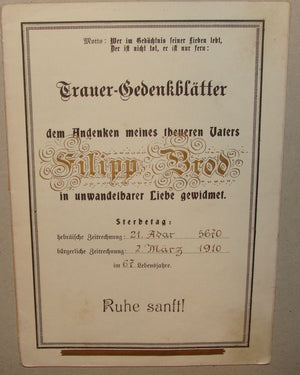 Motto: Wer im Gedächtnis seiner Lieben lebt,
Der ist nicht tot, er ist nur fern:
Trauer-Gedenkblätter
dem Andenken meines theueren Vaters
Filipp Brod
in unwandelbarer Liebe gewidmet.
Sterbetag:
hebräische Zeitrechnung: 21. Adar 5670
bürgerliche Zeitrechnung: 2. März 1910
im 67. Lebensjahre.
Ruhe sanft!